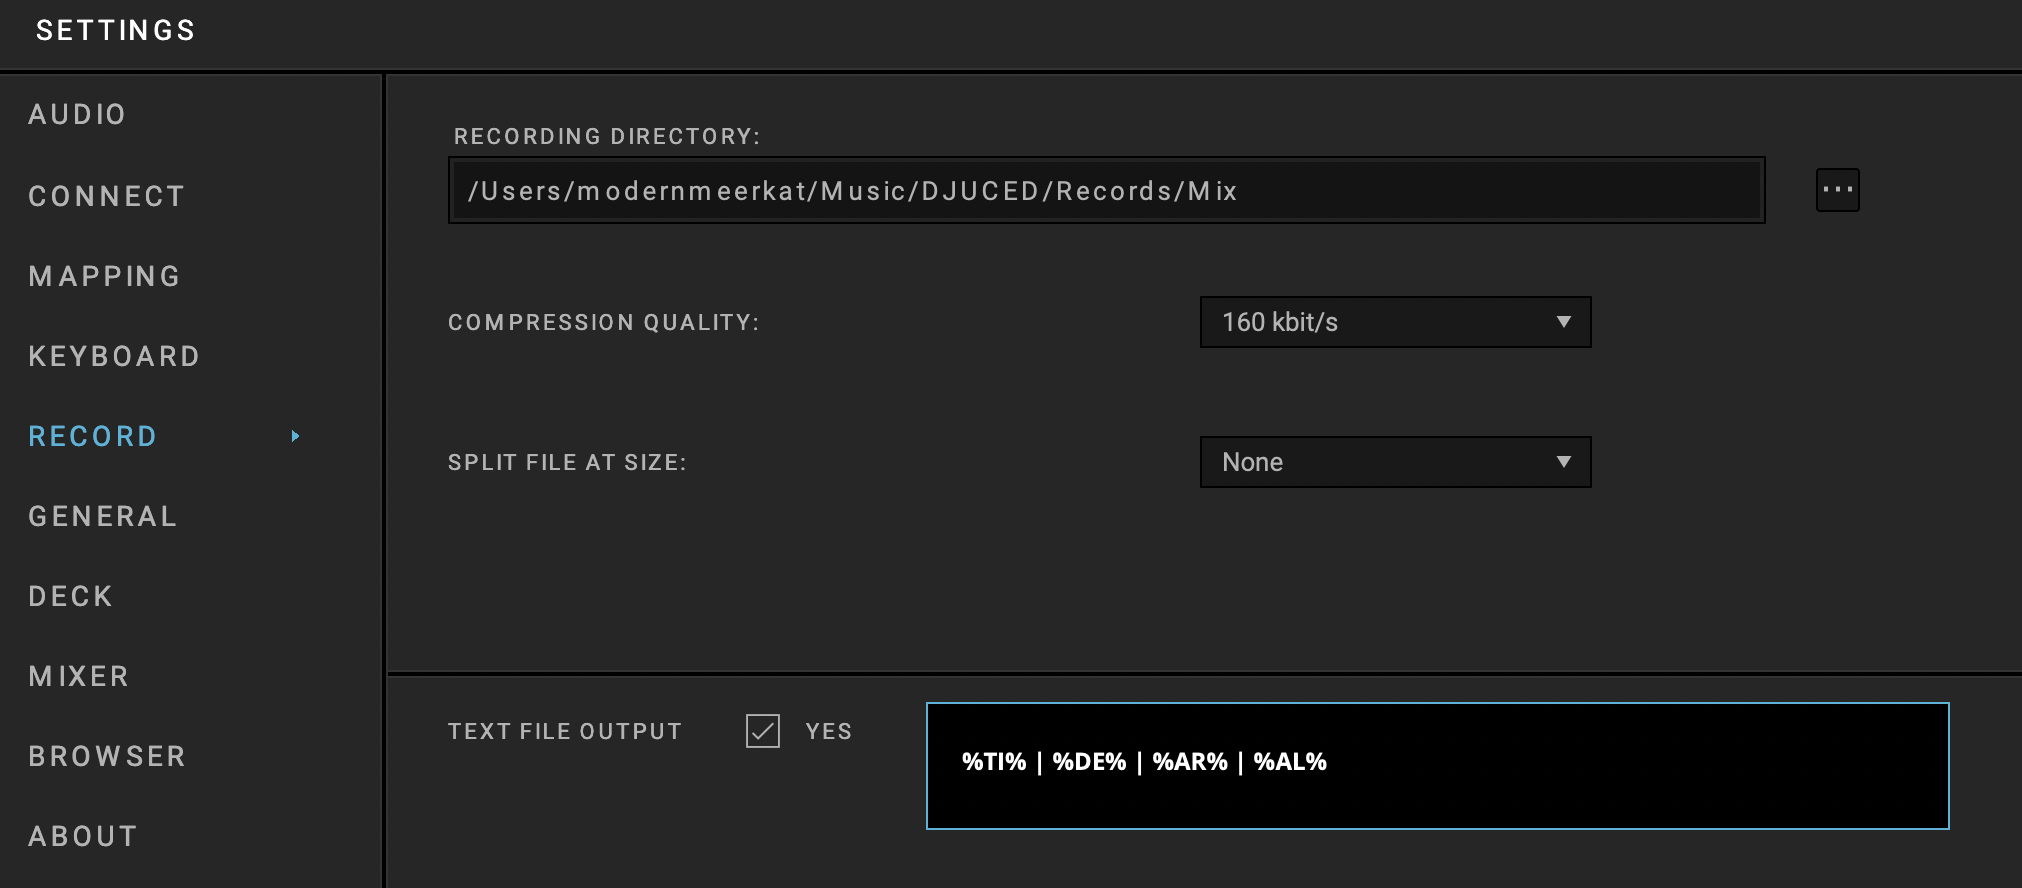 SETTINGS
AUDIO
CONNECT
MAPPING
KEYBOARD
RECORD
GENERAL
DECK
MIXER
BROWSER
ABOUT
RECORDING DIRECTORY:
/Users/modernmeerkat/Music/DJUCED/Records/Mix
...
COMPRESSION QUALITY:
160 kbit/s
SPLIT FILE AT SIZE:
None
TEXT FILE OUTPUT
YES
%TI% | %DE% | %AR% | %AL%